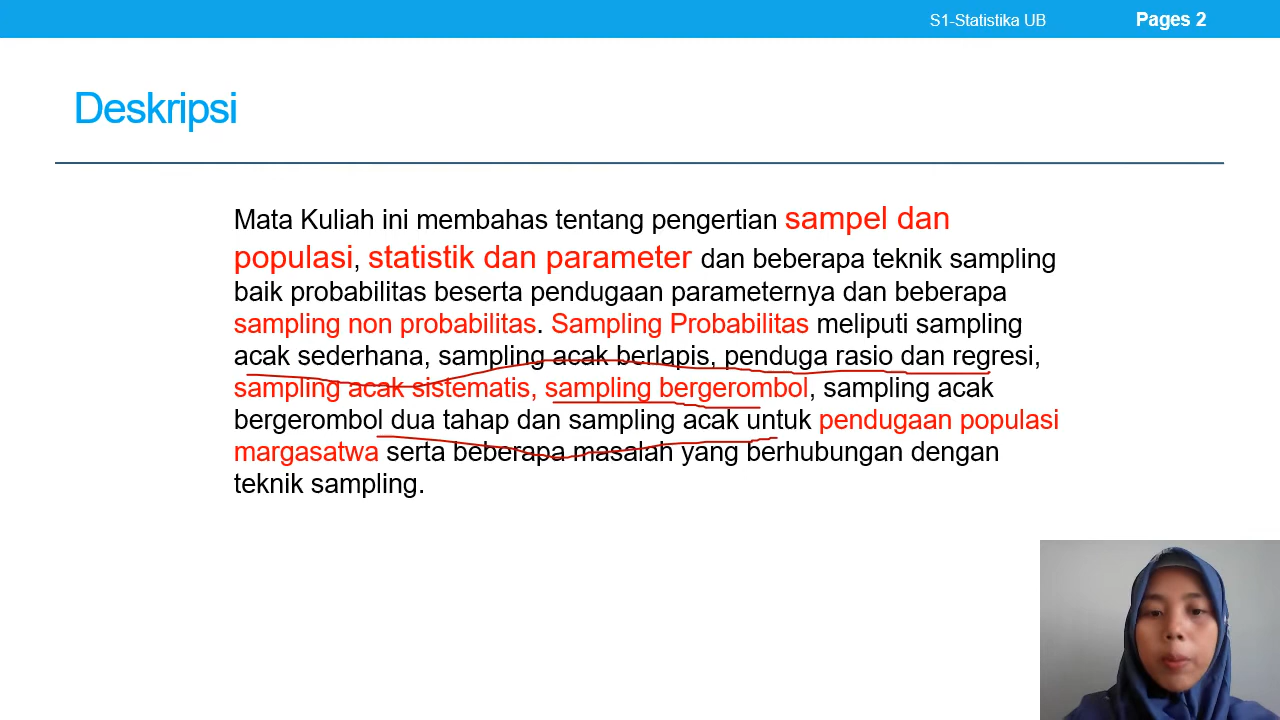 S1-Statistika UB
Pages 2
Deskripsi
Mata Kuliah ini membahas tentang pengertian sampel dan
populasi, statistik dan parameter dan beberapa teknik sampling
baik probabilitas beserta pendugaan parameternya dan beberapa
sampling non probabilitas. Sampling Probabilitas meliputi sampling
acak sederhana, sampling acak berlapis, penduga rasio dan regresi,
sampling acak sistematis, sampling bergerombol, sampling acak
bergerombol dua tahap dan sampling acak untuk pendugaan populasi
margasatwa serta beberapa masalah yang berhubungan dengan
teknik sampling.